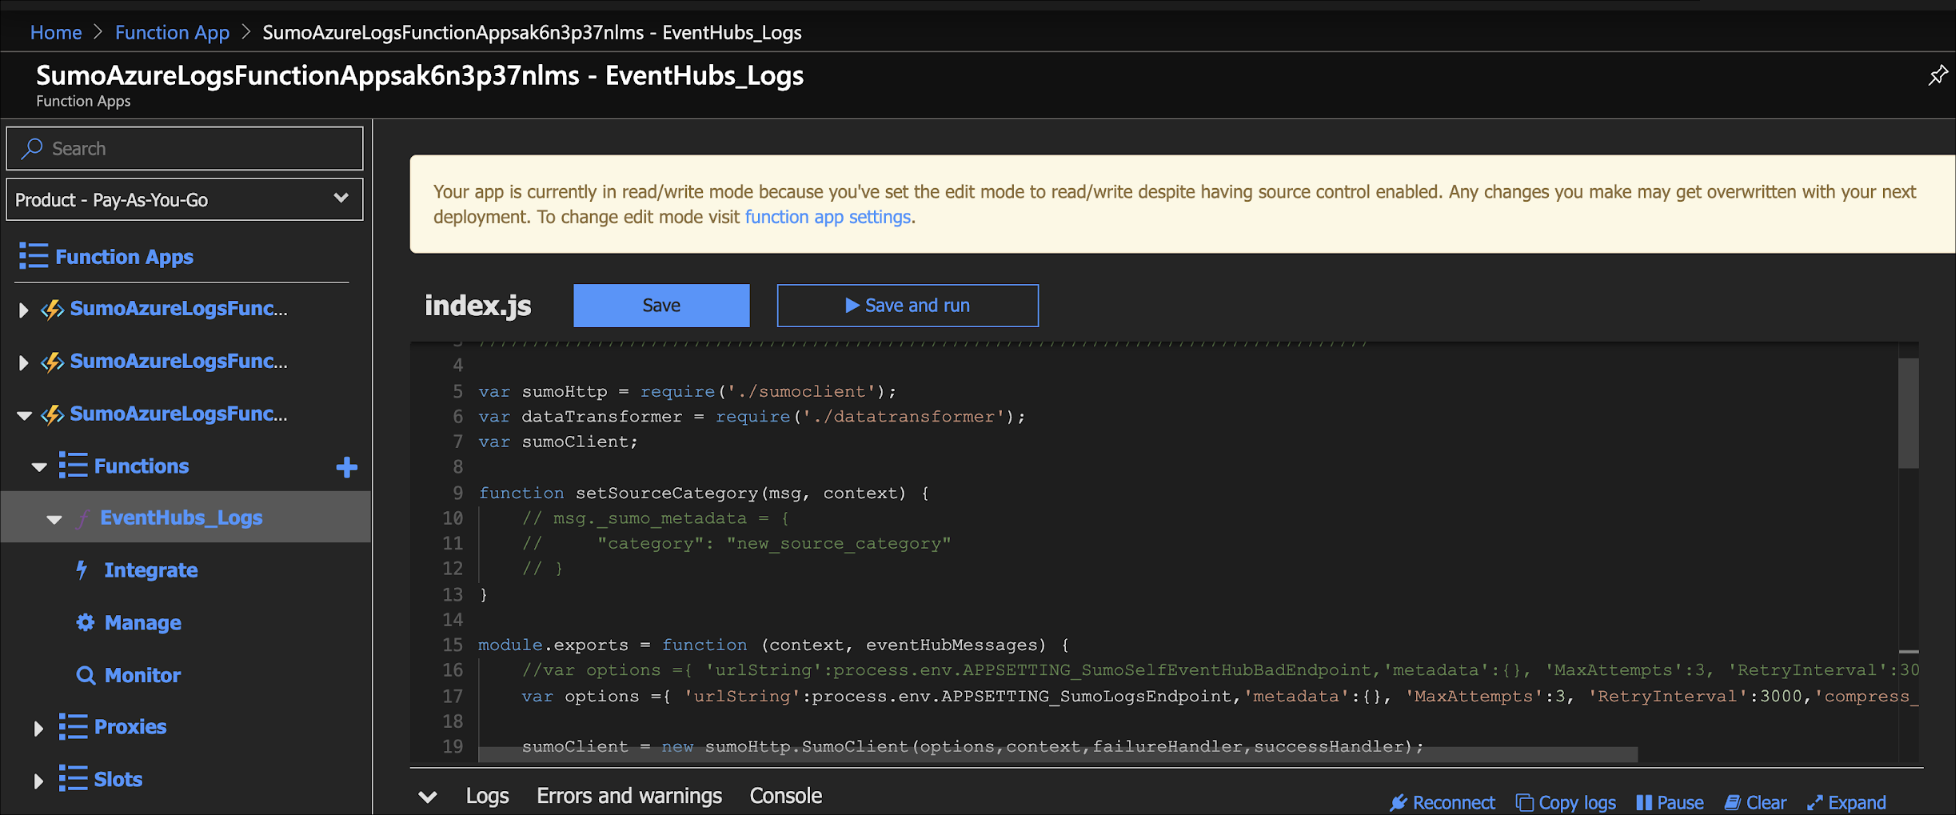 Home > Function App > SumoAzureLogsFunctionAppsak6n3p37nlms - EventHubs_Logs
SumoAzureLogsFunctionAppsak6n3p37nlms - EventHubs_Logs
Function Apps
Search
Product - Pay-As-You-Go
Function Apps
SumoAzureLogsFunc...
SumoAzureLogsFunc...
SumoAzureLogsFunc...
Functions
EventHubs_Logs
Integrate
Manage
Monitor
Proxies
Slots
Your app is currently in read/write mode because you've set the edit mode to read/write despite having source control enabled. Any changes you make may get overwritten with your next
deployment. To change edit mode visit function app settings.
index.js Save Save and run
3 ///////////////////////////////////////////////////////////////////////////////////
4
5 var sumoHttp = require('./sumoclient');
6 var dataTransformer = require('./datatransformer');
7 var sumoClient;
8
9 function setSourceCategory(msg, context) {
10     // msg._sumo_metadata = {
11     //     "category": "new_source_category"
12     // }
13 }
14
15 module.exports = function (context, eventHubMessages) {
16     //var options ={ 'urlString':process.env.APPSETTING_SumoSelfEventHubBadEndpoint,'metadata':{}, 'MaxAttempts':3, 'RetryInterval':30
17     var options ={ 'urlString':process.env.APPSETTING_SumoLogsEndpoint,'metadata':{}, 'MaxAttempts':3, 'RetryInterval':3000,'compress_
18
19     sumoClient = new sumoHttp.SumoClient(options,context,failureHandler,successHandler);
Logs Errors and warnings Console
Reconnect Copy logs Pause Clear Expand